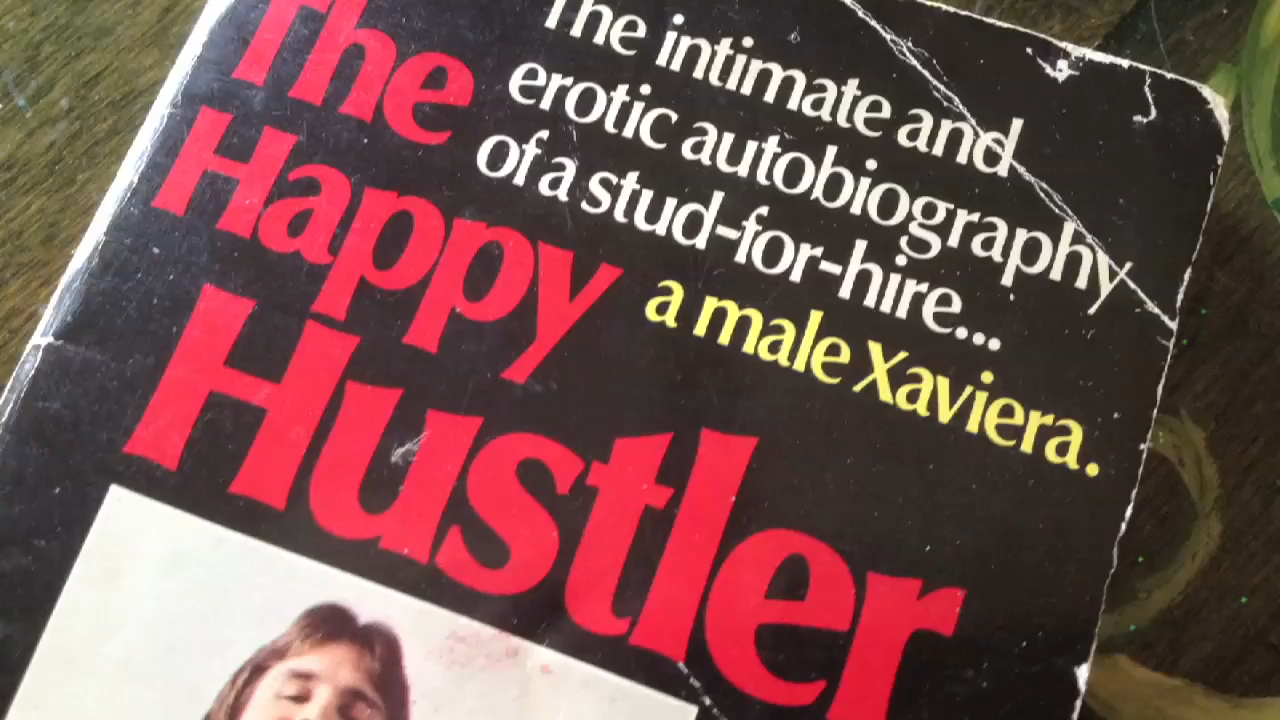 The
Happy
Hustler
The intimate and
erotic autobiography
of a stud-for-hire...
a male Xaviera.